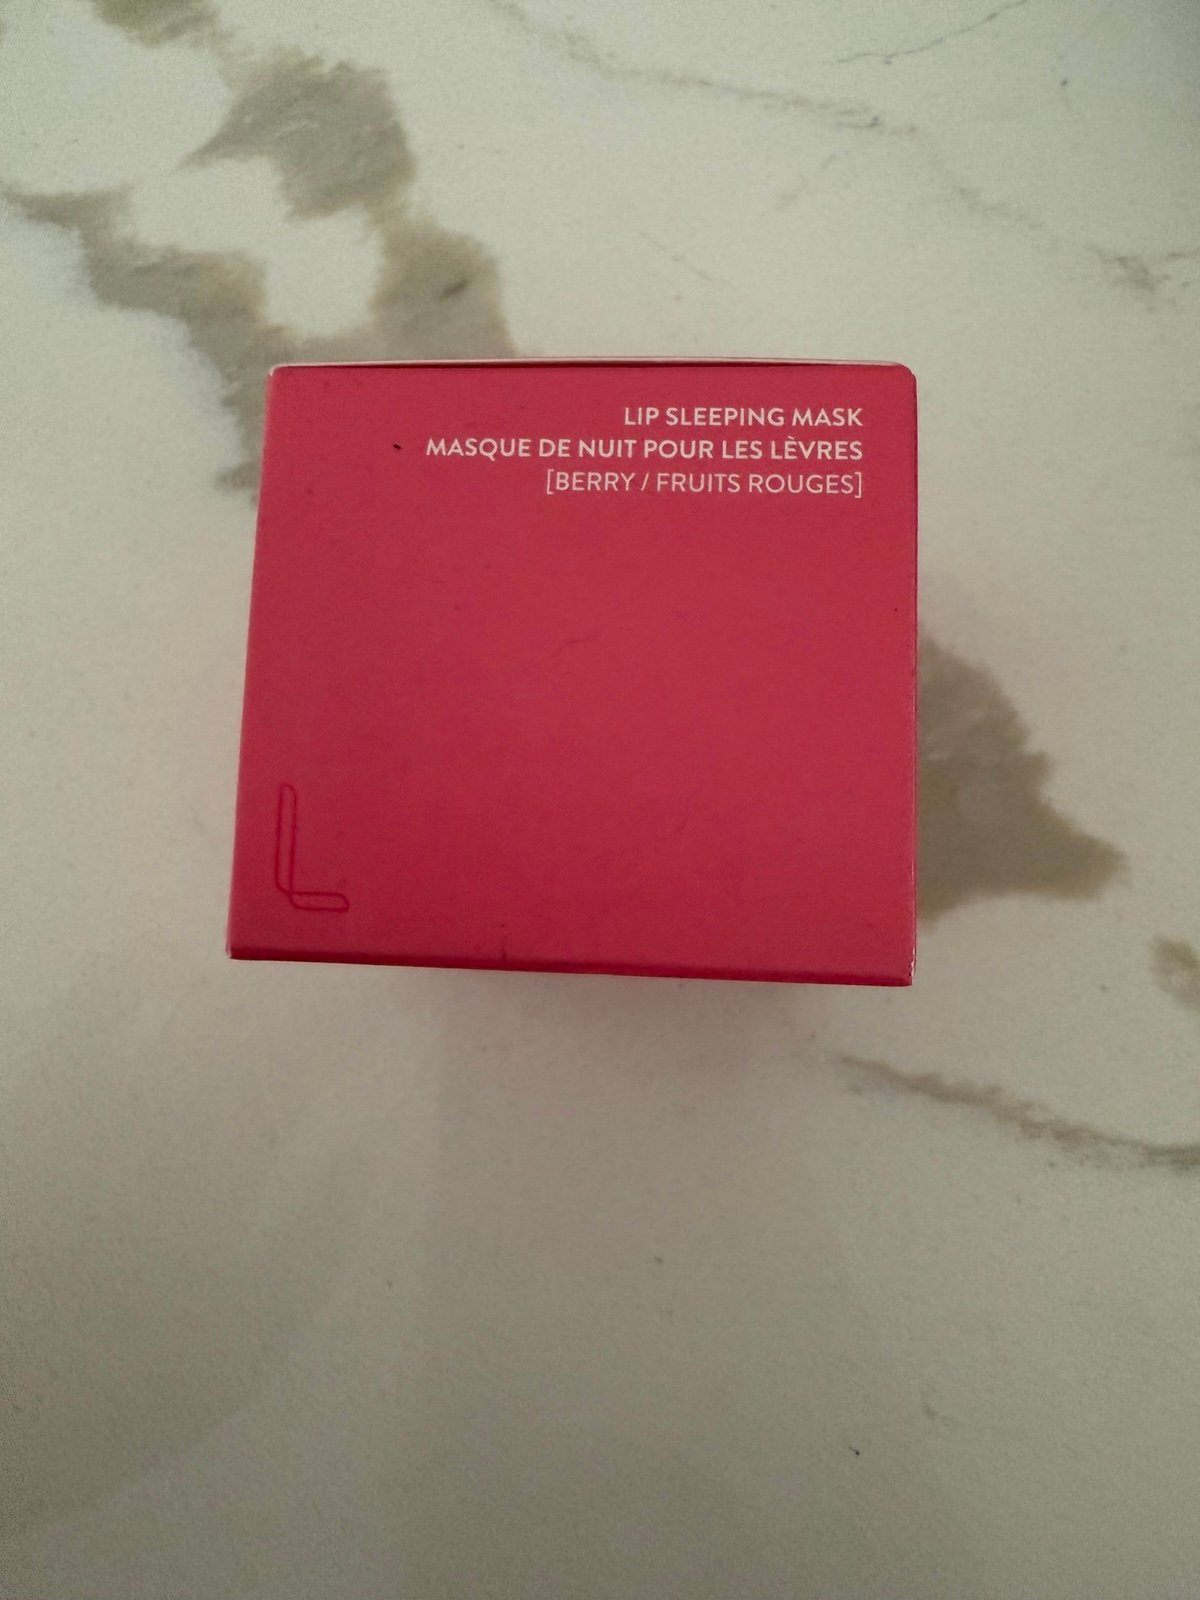 LIP SLEEPING MASK
MASQUE DE NUIT POUR LES LÈVRES
[BERRY / FRUITS ROUGES]
L